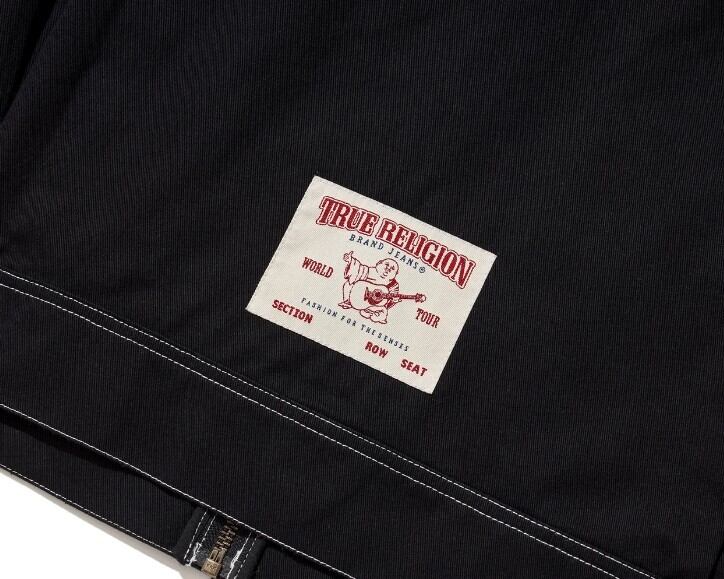 TRUE RELIGION
BRAND JEANS®
WORLD TOUR
FASHION FOR THE SENSES
SECTION ROW SEAT